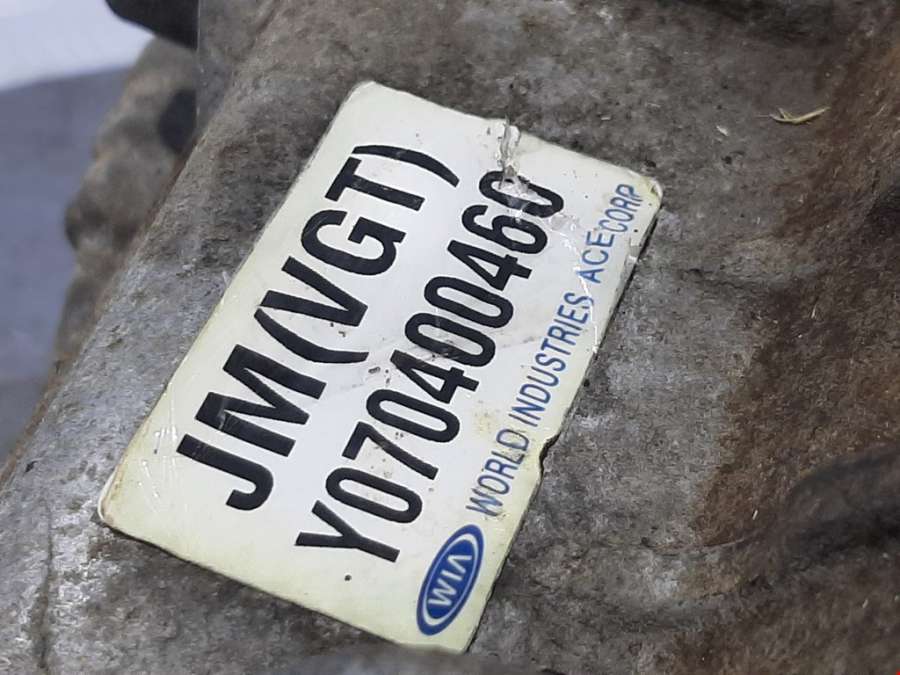 JM(VGT)
Y070400460
WIA WORLD INDUSTRIES ACE CORP